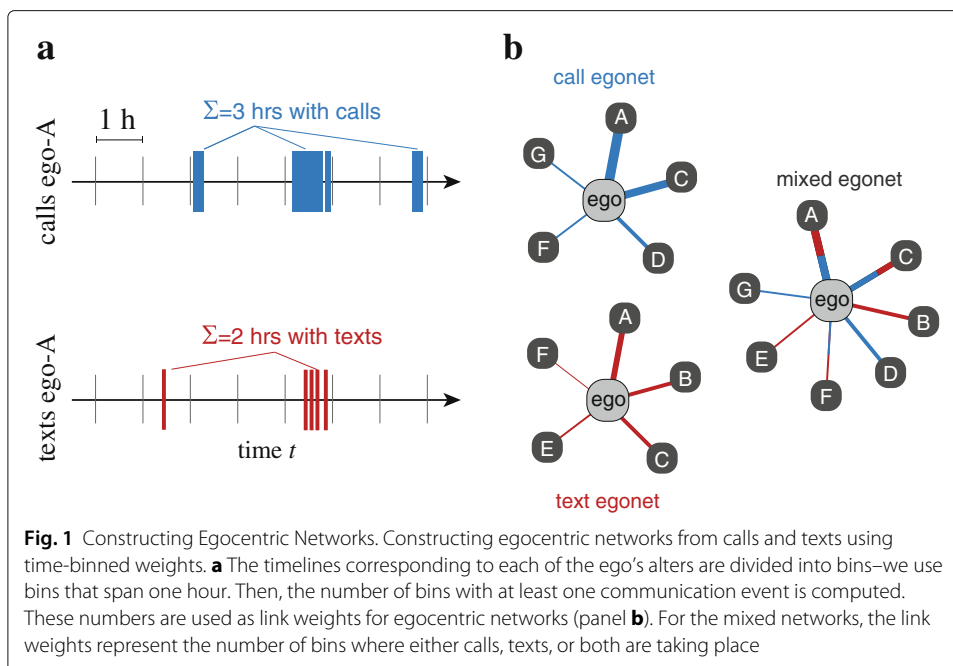 a
calls ego-A
1 h
Σ=3 hrs with calls
texts ego-A
Σ=2 hrs with texts
time t
b
call egonet
A
G
C
ego
F
D
text egonet
A
F
B
ego
E
C
mixed egonet
A
C
G
ego
B
E
D
F
Fig. 1 Constructing Egocentric Networks. Constructing egocentric networks from calls and texts using
time-binned weights. a The timelines corresponding to each of the ego's alters are divided into bins–we use
bins that span one hour. Then, the number of bins with at least one communication event is computed.
These numbers are used as link weights for egocentric networks (panel b). For the mixed networks, the link
weights represent the number of bins where either calls, texts, or both are taking place